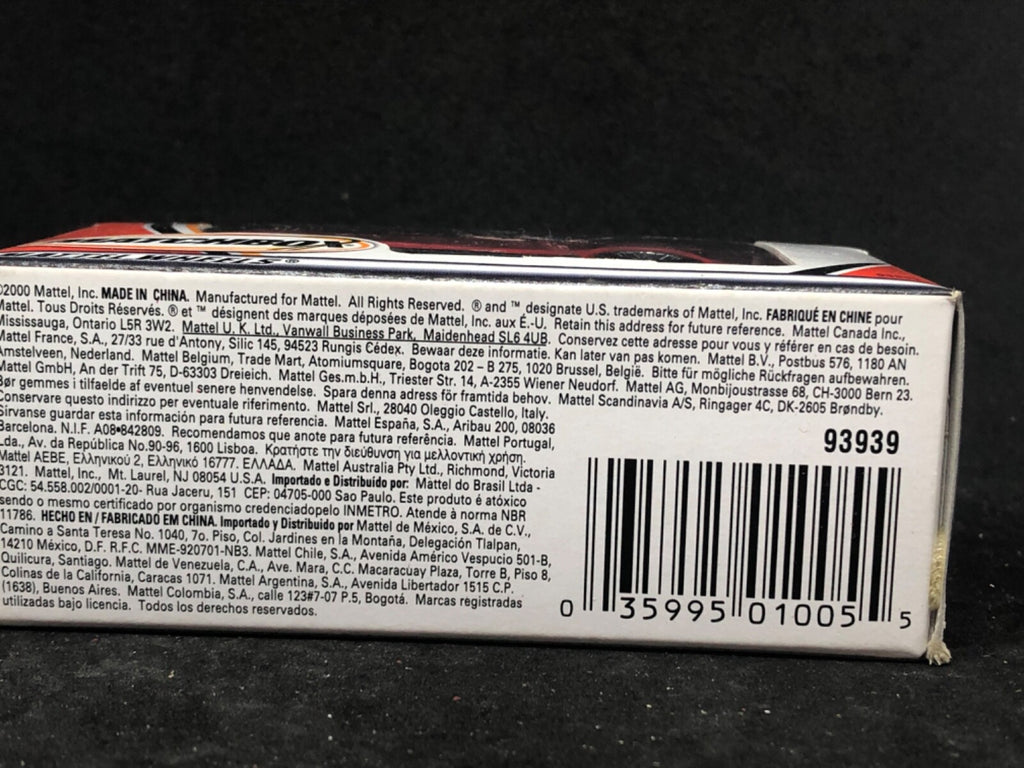 MATCHBOX
©2000 Mattel, Inc. MADE IN CHINA. Manufactured for Mattel. All Rights Reserved. ® and ™ designate U.S. trademarks of Mattel, Inc. FABRIQUÉ EN CHINE pour
Mattel. Tous Droits Réservés. ® et ™ désignent des marques déposées de Mattel, Inc. aux É.-U. Retain this address for future reference. Mattel Canada Inc.,
Mississauga, Ontario L5R 3W2. Mattel U. K. Ltd., Vanwall Business Park, Maidenhead SL6 4UB. Conservez cette adresse pour vous y référer en cas de besoin.
Mattel France, S.A., 27/33 rue d'Antony, Silic 145, 94523 Rungis Cédex. Bewaar deze informatie. Kan later van pas komen. Mattel B.V., Postbus 576, 1180 AN
Amstelveen, Nederland. Mattel Belgium, Trade Mart, Atomiumsquare, Bogota 202 – B 275, 1020 Brussel, België. Bitte für mögliche Rückfragen aufbewahren.
Mattel GmbH, An der Trift 75, D-63303 Dreieich. Mattel Ges.m.b.H., Triester Str. 14, A-2355 Wiener Neudorf. Mattel AG, Monbijoustrasse 68, CH-3000 Bern 23.
Bør gemmes i tilfaelde af eventuel senere henvendelse. Spara denna adress för framtida behov. Mattel Scandinavia A/S, Ringager 4C, DK-2605 Brøndby.
Conservare questo indirizzo per eventuale riferimento. Mattel Srl., 28040 Oleggio Castello, Italy.
Sírvanse guardar esta información para futura referencia. Mattel España, S.A., Aribau 200, 08036
Barcelona. N.I.F. A08•842809. Recomendamos que anote para futura referência. Mattel Portugal,
Lda., Av. da República No.90-96, 1600 Lisboa. Κρατήστε την διεύθυνση για μελλοντική χρήση.
Mattel AEBE, Ελληνικού 2, Ελληνικό 16777. ΕΛΛΑΔΑ. Mattel Australia Pty Ltd., Richmond, Victoria
3121. Mattel, Inc., Mt. Laurel, NJ 08054 U.S.A. Importado e Distribuído por: Mattel do Brasil Ltda -
CGC: 54.558.002/0001-20- Rua Jaceru, 151 CEP: 04705-000 Sao Paulo. Este produto é atóxico
sendo o mesmo certificado por organismo credenciadopelo INMETRO. Atende à norma NBR
11786. HECHO EN / FABRICADO EM CHINA. Importado y Distribuido por Mattel de México, S.A. de C.V.,
Camino a Santa Teresa No. 1040, 7o. Piso, Col. Jardines en la Montaña, Delegación Tlalpan,
14210 México, D.F. R.F.C. MME-920701-NB3. Mattel Chile, S.A., Avenida Américo Vespucio 501-B,
Quilicura, Santiago. Mattel de Venezuela, C.A., Ave. Mara, C.C. Macaracuay Plaza, Torre B, Piso 8,
Colinas de la California, Caracas 1071. Mattel Argentina, S.A., Avenida Libertador 1515 C.P.
(1638), Buenos Aires. Mattel Colombia, S.A., calle 123#7-07 P.5, Bogotá. Marcas registradas
utilizadas bajo licencia. Todos los derechos reservados.
93939
0 35995 01005 5